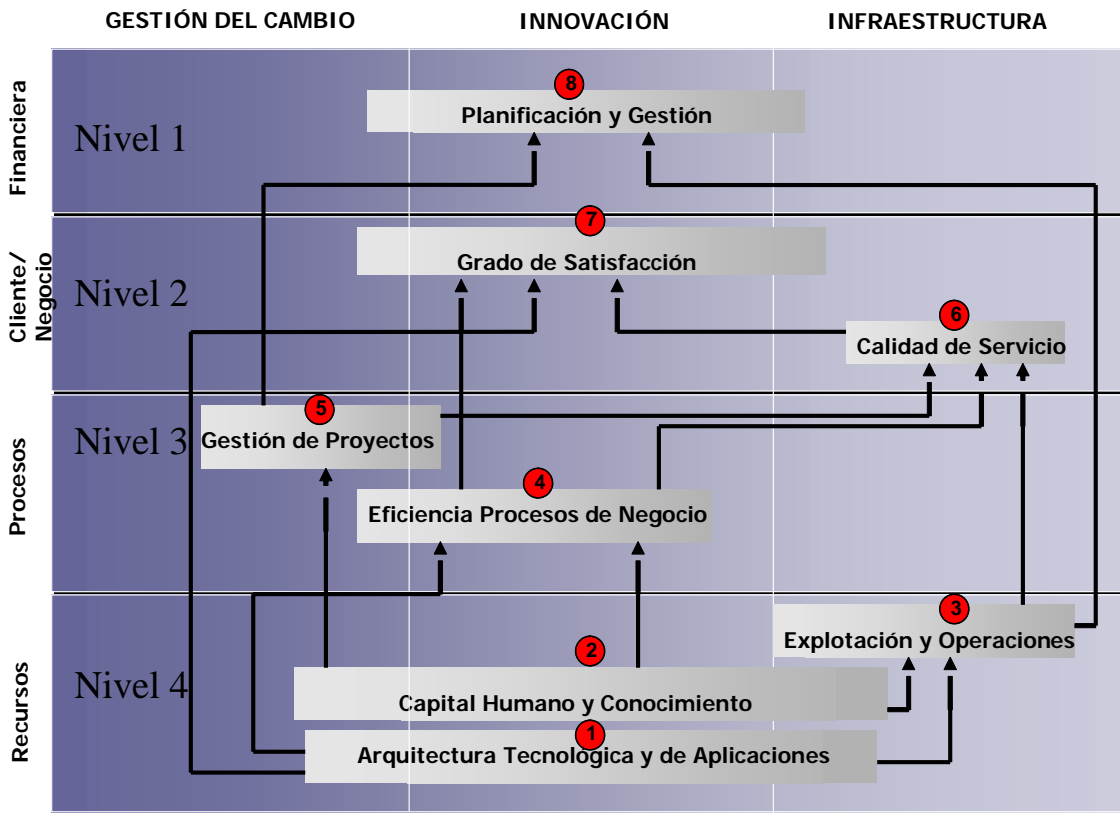 GESTIÓN DEL CAMBIO
INNOVACIÓN
INFRAESTRUCTURA
Financiera
Nivel 1
8
Planificación y Gestión
Cliente/
Negocio
Nivel 2
7
Grado de Satisfacción
6
Calidad de Servicio
Procesos
Nivel 3
5
Gestión de Proyectos
4
Eficiencia Procesos de Negocio
Recursos
Nivel 4
3
Explotación y Operaciones
2
Capital Humano y Conocimiento
1
Arquitectura Tecnológica y de Aplicaciones